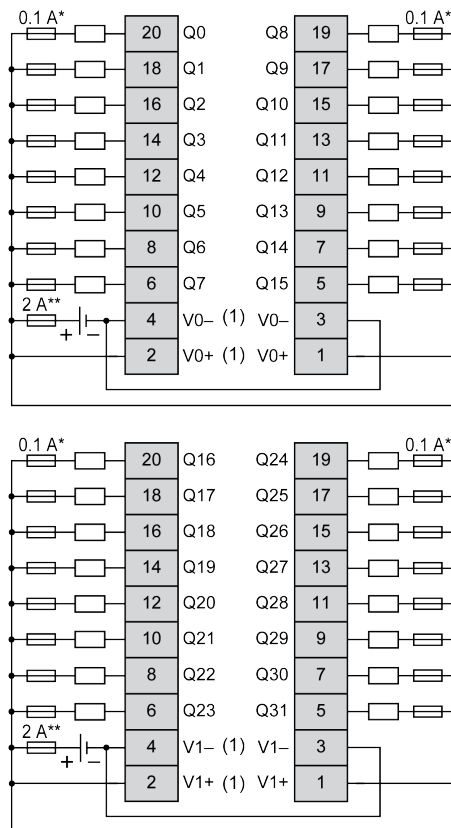 0.1 A* 20 Q0 Q8 19 0.1 A*
18 Q1 Q9 17
16 Q2 Q10 15
14 Q3 Q11 13
12 Q4 Q12 11
10 Q5 Q13 9
8 Q6 Q14 7
6 Q7 Q15 5
2 A** + – 4 V0– (1) V0– 3
2 V0+ (1) V0+ 1
0.1 A* 20 Q16 Q24 19 0.1 A*
18 Q17 Q25 17
16 Q18 Q26 15
14 Q19 Q27 13
12 Q20 Q28 11
10 Q21 Q29 9
8 Q22 Q30 7
6 Q23 Q31 5
2 A** + – 4 V1– (1) V1– 3
2 V1+ (1) V1+ 1